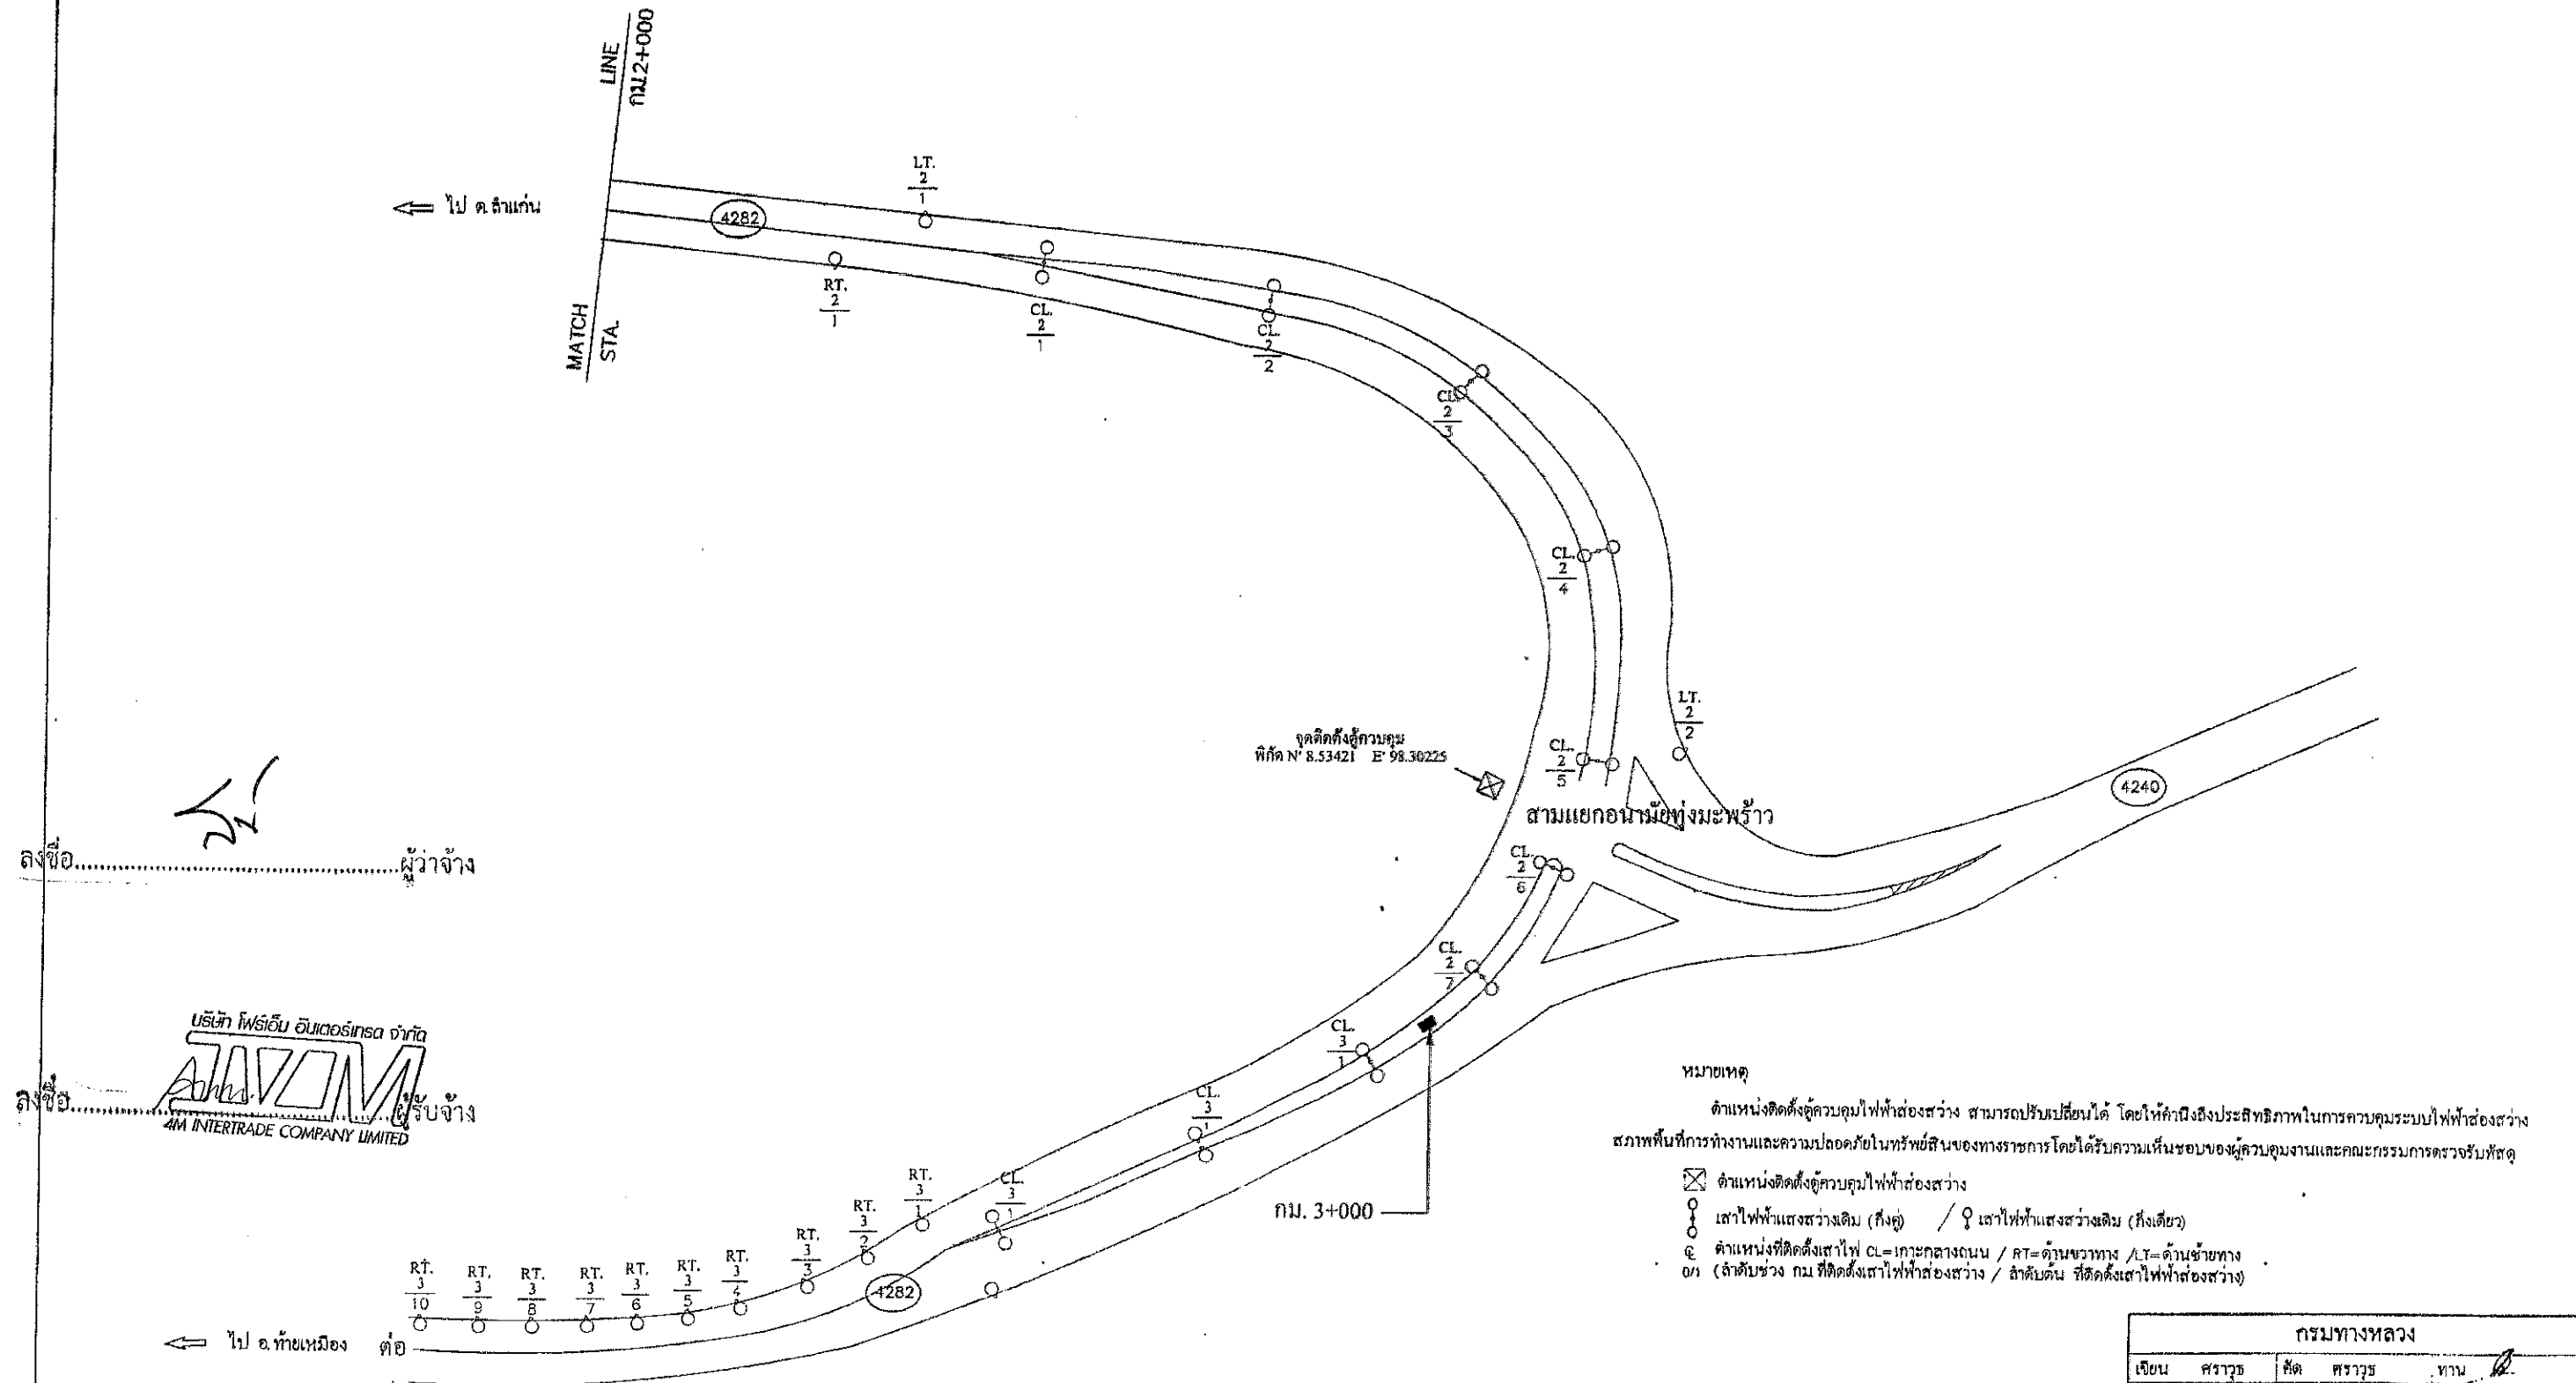 LINE
กม.2+000
MATCH
STA.
ไป ต.ลำแก่น
4282
LT.
2
1
RT.
2
1
CL.
2
1
CL.
2
2
CL.
2
3
CL.
2
4
LT.
2
2
จุดติดตั้งตู้ควบคุม
พิกัด N' 8.53421 E' 98.30225
CL.
2
5
4240
สามแยกอนามัยทุ่งมะพร้าว
ลงชื่อ..........ผู้ว่าจ้าง
CL.
2
6
CL.
2
7
บริษัท โฟร์เอ็ม อินเตอร์เทรด จำกัด
4M INTERTRADE COMPANY LIMITED
ลงชื่อ..........ผู้รับจ้าง
CL.
3
1
CL.
3
1
CL.
3
1
กม. 3+000
RT.
3
1
RT.
3
2
RT.
3
3
RT.
3
4
RT.
3
5
RT.
3
6
RT.
3
7
RT.
3
8
RT.
3
9
RT.
3
10
4282
ไป อ.ท้ายเหมือง
ต่อ
หมายเหตุ
ตำแหน่งติดตั้งตู้ควบคุมไฟฟ้าส่องสว่าง สามารถปรับเปลี่ยนได้ โดยให้คำนึงถึงประสิทธิภาพในการควบคุมระบบไฟฟ้าส่องสว่าง
สภาพพื้นที่การทำงานและความปลอดภัยในทรัพย์สินของทางราชการโดยได้รับความเห็นชอบของผู้ควบคุมงานและคณะกรรมการตรวจรับพัสดุ
ตำแหน่งติดตั้งตู้ควบคุมไฟฟ้าส่องสว่าง
เสาไฟฟ้าแสงสว่างเดิม (กิ่งคู่) / เสาไฟฟ้าแสงสว่างเดิม (กิ่งเดียว)
ตำแหน่งที่ติดตั้งเสาไฟ CL=เกาะกลางถนน / RT=ด้านขวาทาง /LT=ด้านซ้ายทาง
0/1 (ลำดับช่วง กม.ที่ติดตั้งเสาไฟฟ้าส่องสว่าง / ลำดับต้น ที่ติดตั้งเสาไฟฟ้าส่องสว่าง)
กรมทางหลวง
เขียน ศราวุธ คัด ศราวุธ ทาน